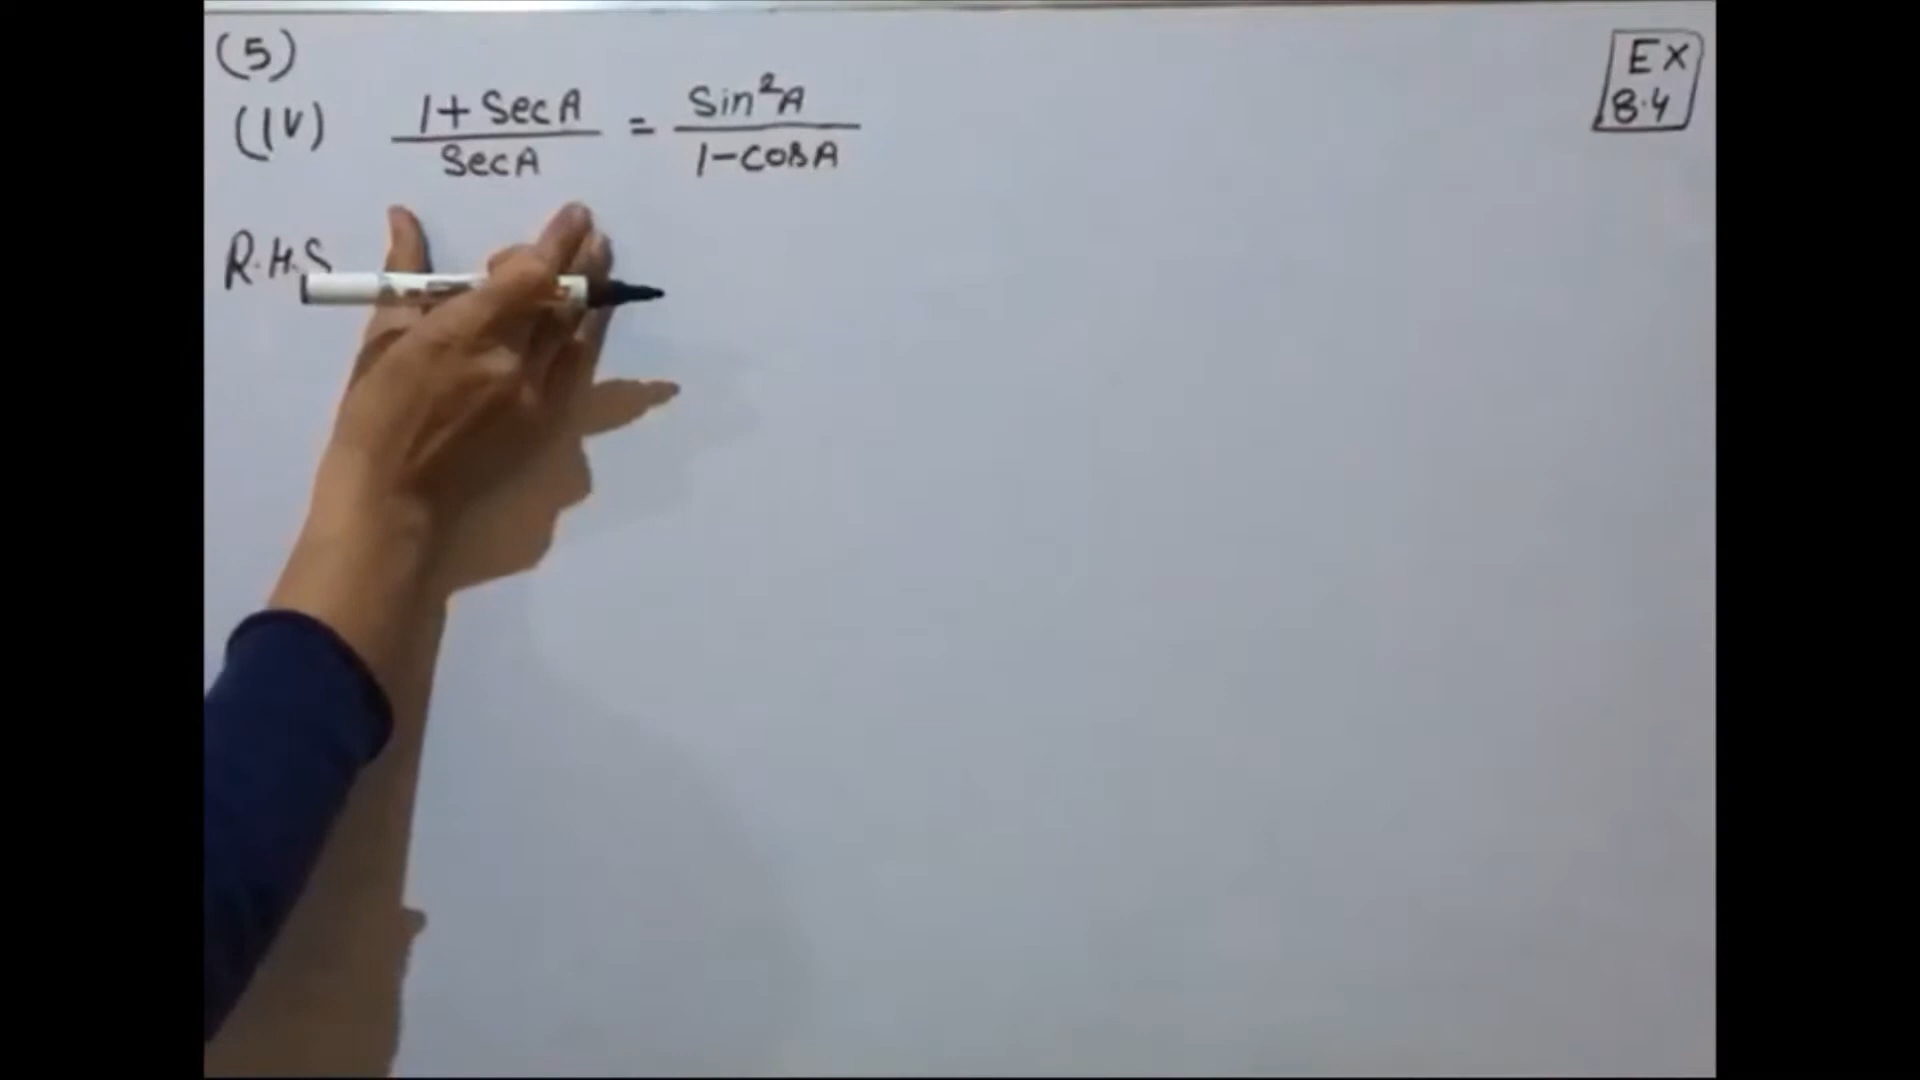 (5)
EX
8.4
(IV) 1+SecA / SecA = Sin²A / 1-cosA
R.H.S